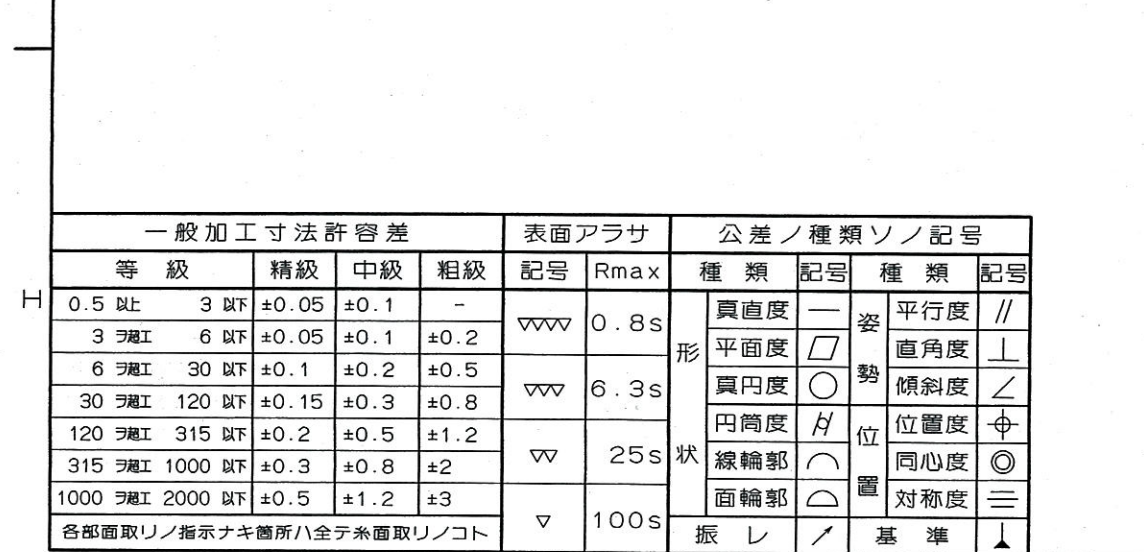 一般加工寸法許容差 表面アラサ 公差ノ種類ソノ記号
等級 精級 中級 粗級 記号 Rmax 種類 記号 種類 記号
H
0.5 以上 3 以下 ±0.05 ±0.1 -
3 ヲ超エ 6 以下 ±0.05 ±0.1 ±0.2
6 ヲ超エ 30 以下 ±0.1 ±0.2 ±0.5
30 ヲ超エ 120 以下 ±0.15 ±0.3 ±0.8
120 ヲ超エ 315 以下 ±0.2 ±0.5 ±1.2
315 ヲ超エ 1000 以下 ±0.3 ±0.8 ±2
1000 ヲ超エ 2000 以下 ±0.5 ±1.2 ±3
各部面取リノ指示ナキ箇所ハ全テ糸面取リノコト
▽▽▽▽ 0.8s
▽▽▽ 6.3s
▽▽ 25s
▽ 100s
形状
真直度 —
平面度 ▱
真円度 ○
円筒度 ⌭
線輪郭 ⌒
面輪郭 ⌓
振レ ↗
姿勢
平行度 //
直角度 ⊥
傾斜度 ∠
位置
位置度 ⌖
同心度 ◎
対称度 ⌯
基準